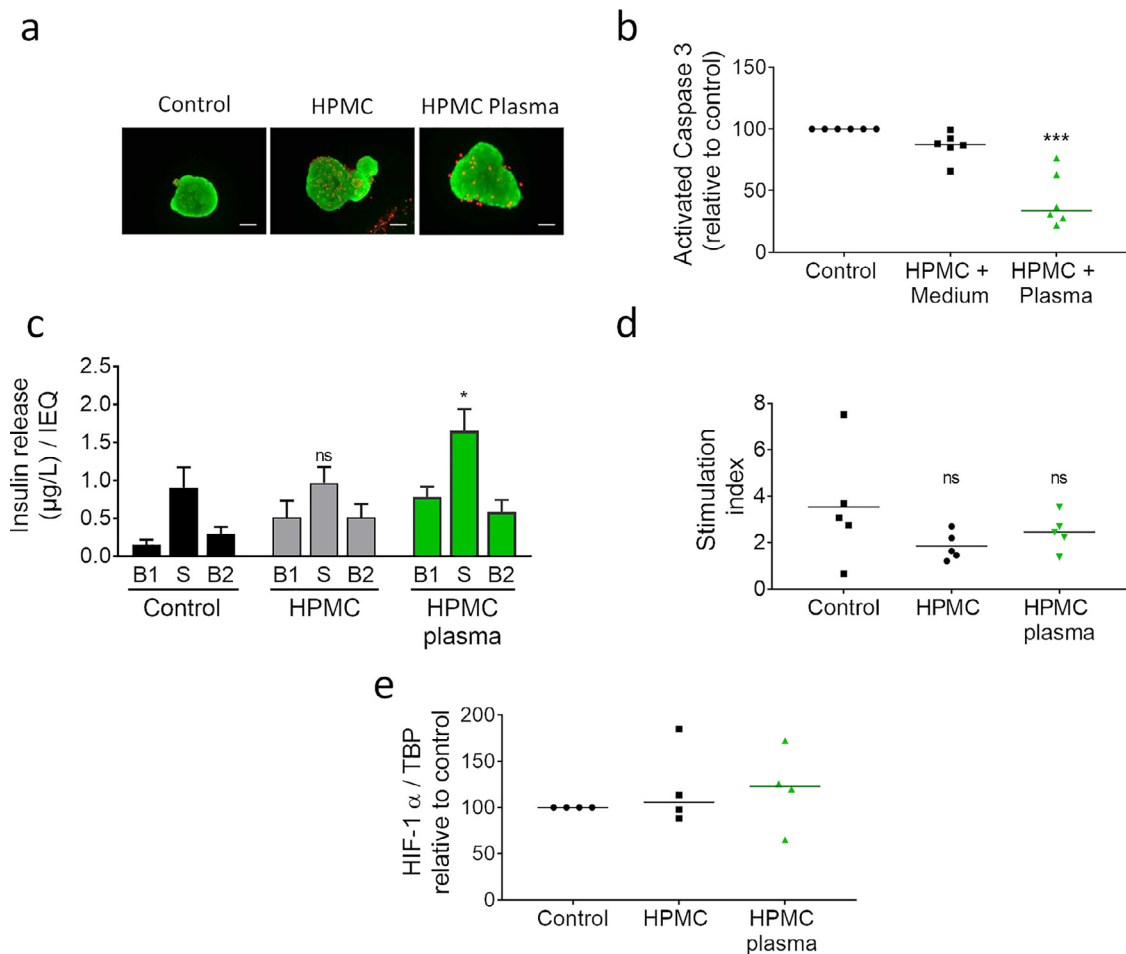 a
Control
HPMC
HPMC Plasma
b
Activated Caspase 3
(relative to control)
150
100
50
0
***
Control
HPMC +
Medium
HPMC +
Plasma
c
Insulin release
(µg/L) / IEQ
2.5
2.0
1.5
1.0
0.5
0.0
ns
*
B1 S B2 B1 S B2 B1 S B2
Control
HPMC
HPMC
plasma
d
Stimulation
index
8
6
4
2
0
ns
ns
Control
HPMC
HPMC
plasma
e
HIF-1 α / TBP
relative to control
200
150
100
50
0
Control
HPMC
HPMC
plasma